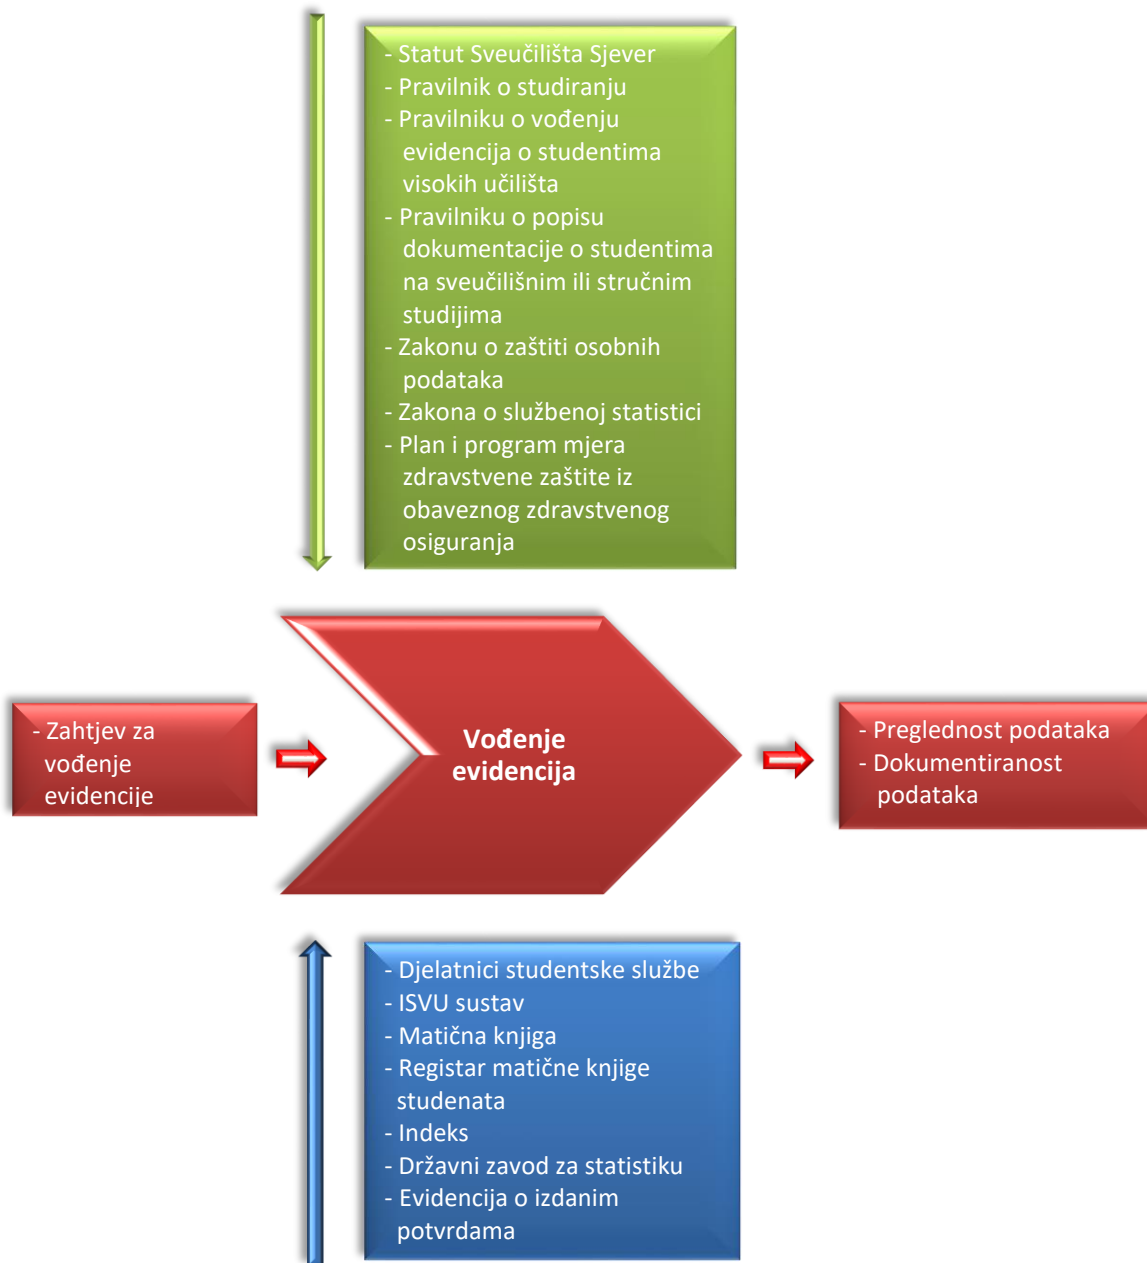 - Statut Sveučilišta Sjever
- Pravilnik o studiranju
- Pravilniku o vođenju
evidencija o studentima
visokih učilišta
- Pravilniku o popisu
dokumentacije o studentima
na sveučilišnim ili stručnim
studijima
- Zakonu o zaštiti osobnih
podataka
- Zakona o službenoj statistici
- Plan i program mjera
zdravstvene zaštite iz
obaveznog zdravstvenog
osiguranja
- Zahtjev za
vođenje
evidencije
Vođenje
evidencija
- Preglednost podataka
- Dokumentiranost
podataka
- Djelatnici studentske službe
- ISVU sustav
- Matična knjiga
- Registar matične knjige
studenata
- Indeks
- Državni zavod za statistiku
- Evidencija o izdanim
potvrdama